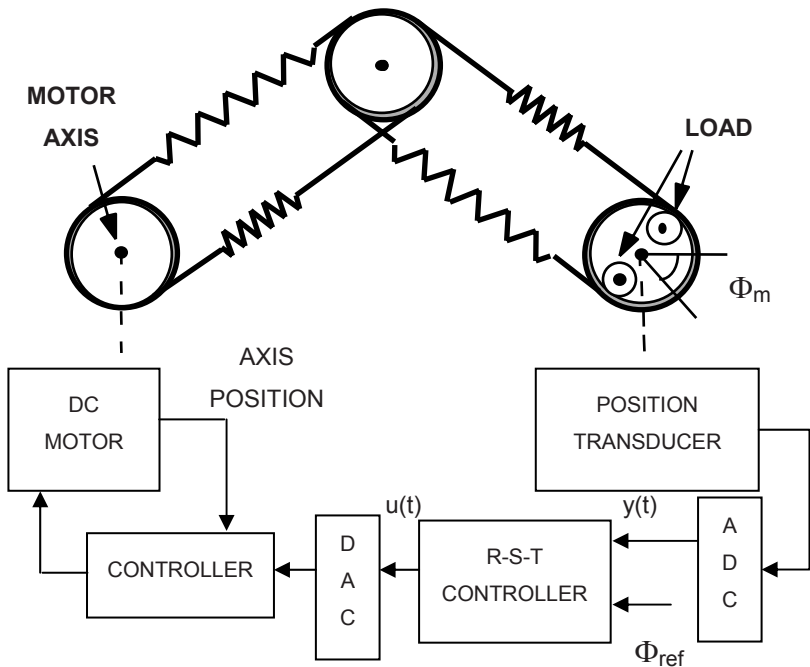 MOTOR
AXIS
LOAD
Φm
AXIS
POSITION
DC
MOTOR
POSITION
TRANSDUCER
u(t)
y(t)
CONTROLLER
D
A
C
R-S-T
CONTROLLER
A
D
C
Φref